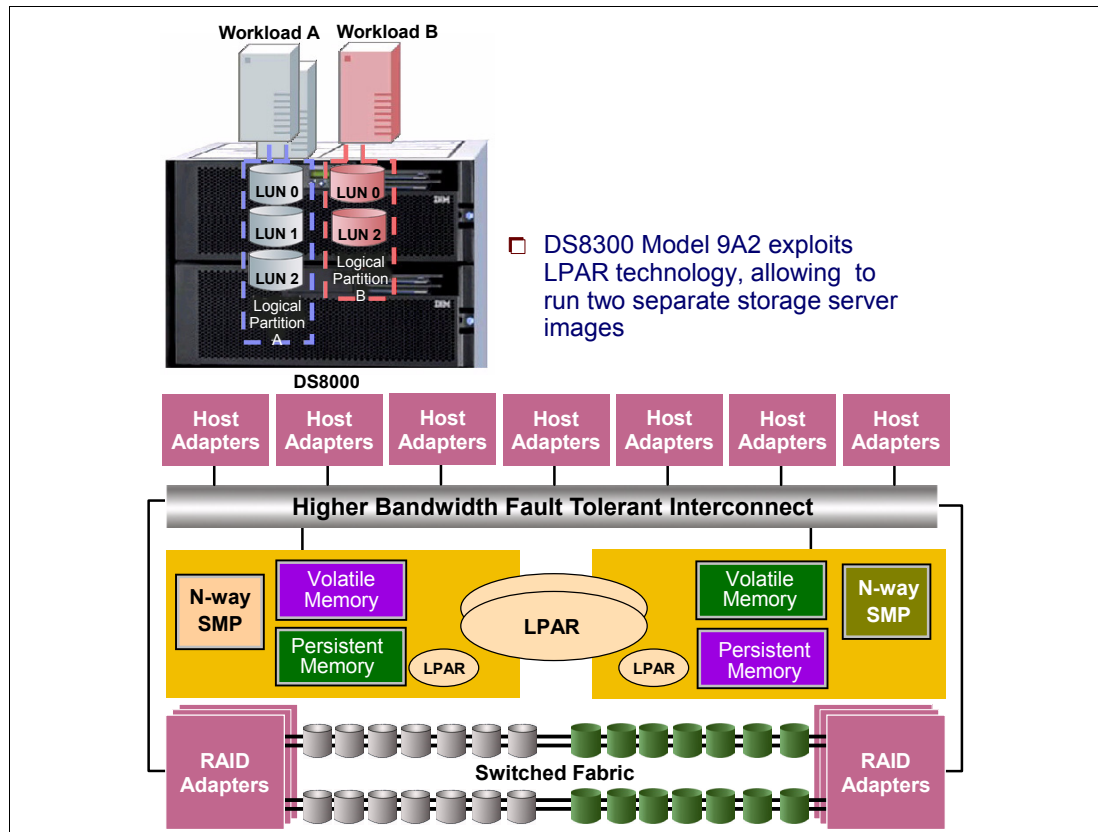 Workload A
Workload B
LUN 0
LUN 1
LUN 2
Logical
Partition
A
LUN 0
LUN 2
Logical
Partition
B
IBM
IBM
DS8000
DS8300 Model 9A2 exploits
LPAR technology, allowing to
run two separate storage server
images
Host
Adapters
Host
Adapters
Host
Adapters
Host
Adapters
Host
Adapters
Host
Adapters
Host
Adapters
Higher Bandwidth Fault Tolerant Interconnect
N-way
SMP
Volatile
Memory
Persistent
Memory
LPAR
LPAR
LPAR
Volatile
Memory
Persistent
Memory
N-way
SMP
RAID
Adapters
Switched Fabric
RAID
Adapters